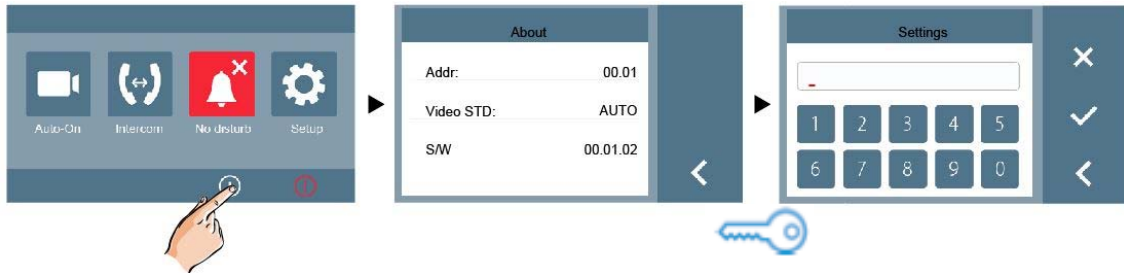 Auto-On Intercom No disturb Setup
About
Addr: 00.01
Video STD: AUTO
S/W 00.01.02
Settings
1 2 3 4 5
6 7 8 9 0